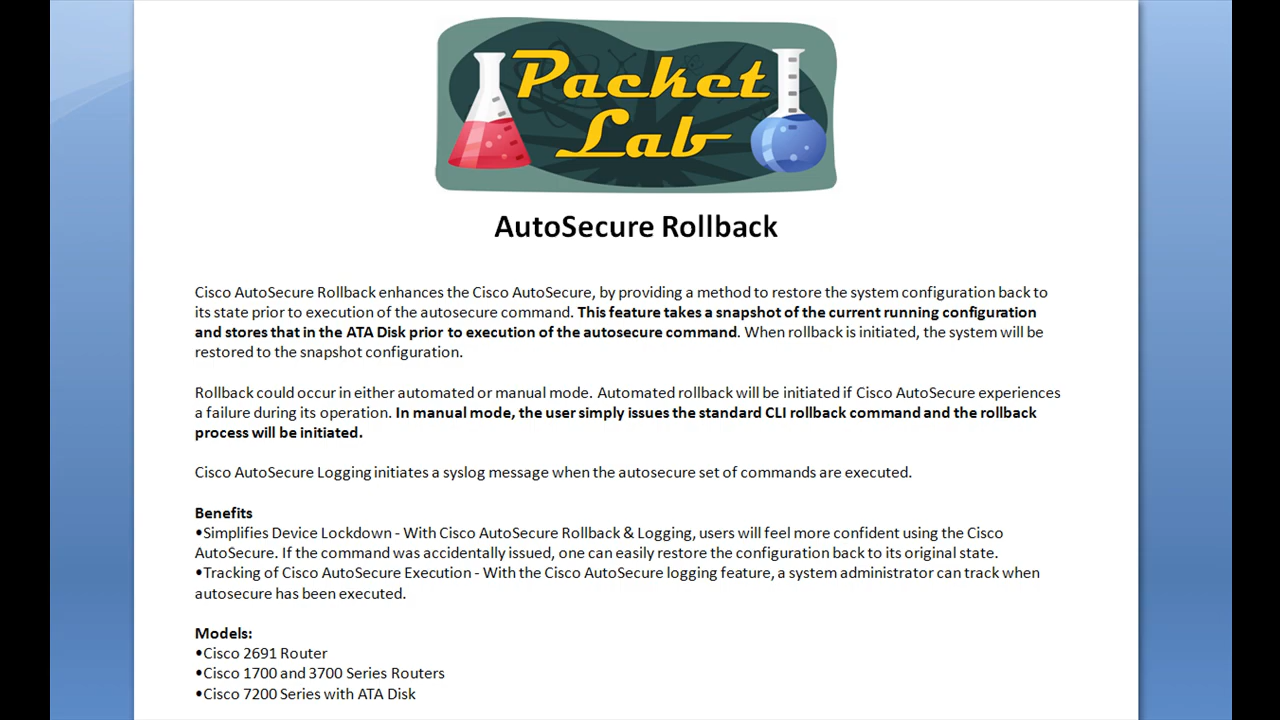 Packet
Lab
AutoSecure Rollback
Cisco AutoSecure Rollback enhances the Cisco AutoSecure, by providing a method to restore the system configuration back to
its state prior to execution of the autosecure command. This feature takes a snapshot of the current running configuration
and stores that in the ATA Disk prior to execution of the autosecure command. When rollback is initiated, the system will be
restored to the snapshot configuration.
Rollback could occur in either automated or manual mode. Automated rollback will be initiated if Cisco AutoSecure experiences
a failure during its operation. In manual mode, the user simply issues the standard CLI rollback command and the rollback
process will be initiated.
Cisco AutoSecure Logging initiates a syslog message when the autosecure set of commands are executed.
Benefits
•Simplifies Device Lockdown - With Cisco AutoSecure Rollback & Logging, users will feel more confident using the Cisco
AutoSecure. If the command was accidentally issued, one can easily restore the configuration back to its original state.
•Tracking of Cisco AutoSecure Execution - With the Cisco AutoSecure logging feature, a system administrator can track when
autosecure has been executed.
Models:
•Cisco 2691 Router
•Cisco 1700 and 3700 Series Routers
•Cisco 7200 Series with ATA Disk